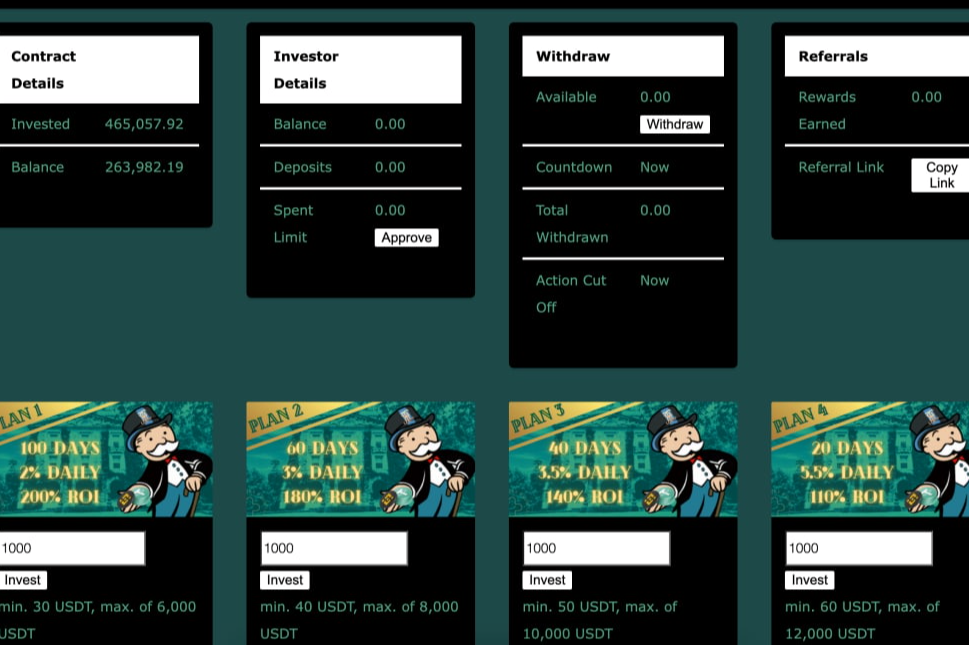 Contract
Details
Invested 465,057.92
Balance 263,982.19
Investor
Details
Balance 0.00
Deposits 0.00
Spent 0.00
Limit Approve
Withdraw
Available 0.00
Withdraw
Countdown Now
Total 0.00
Withdrawn
Action Cut Now
Off
Referrals
Rewards 0.00
Earned
Referral Link Copy
Link
PLAN 1
100 DAYS
2% DAILY
200% ROI
1000
Invest
min. 30 USDT, max. of 6,000
USDT
PLAN 2
60 DAYS
3% DAILY
180% ROI
1000
Invest
min. 40 USDT, max. of 8,000
USDT
PLAN 3
40 DAYS
3.5% DAILY
140% ROI
1000
Invest
min. 50 USDT, max. of
10,000 USDT
PLAN 4
20 DAYS
5.5% DAILY
110% ROI
1000
Invest
min. 60 USDT, max. of
12,000 USDT